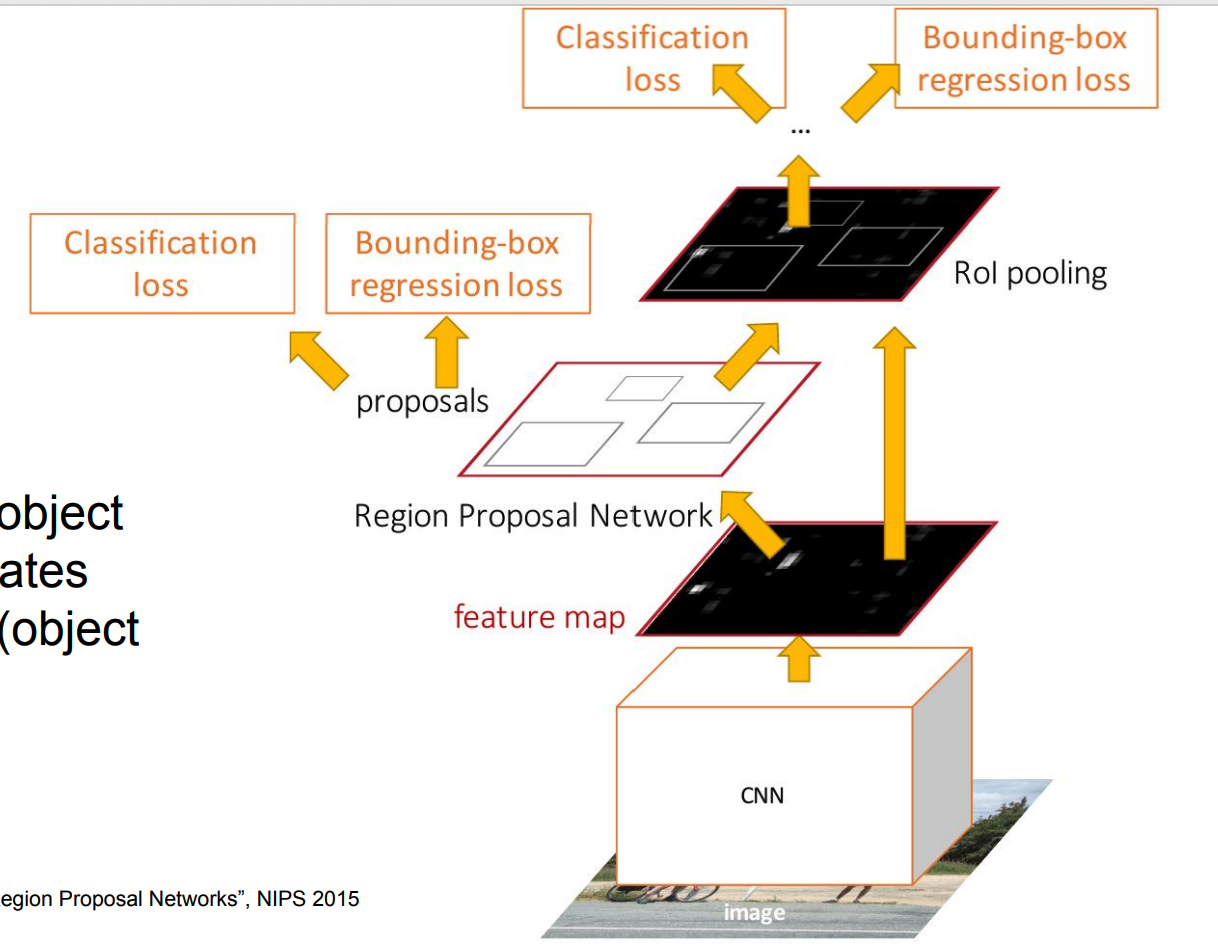 Classification
loss
Bounding-box
regression loss
...
Classification
loss
Bounding-box
regression loss
RoI pooling
proposals
object
ates
(object
Region Proposal Network
feature map
CNN
image
egion Proposal Networks”, NIPS 2015